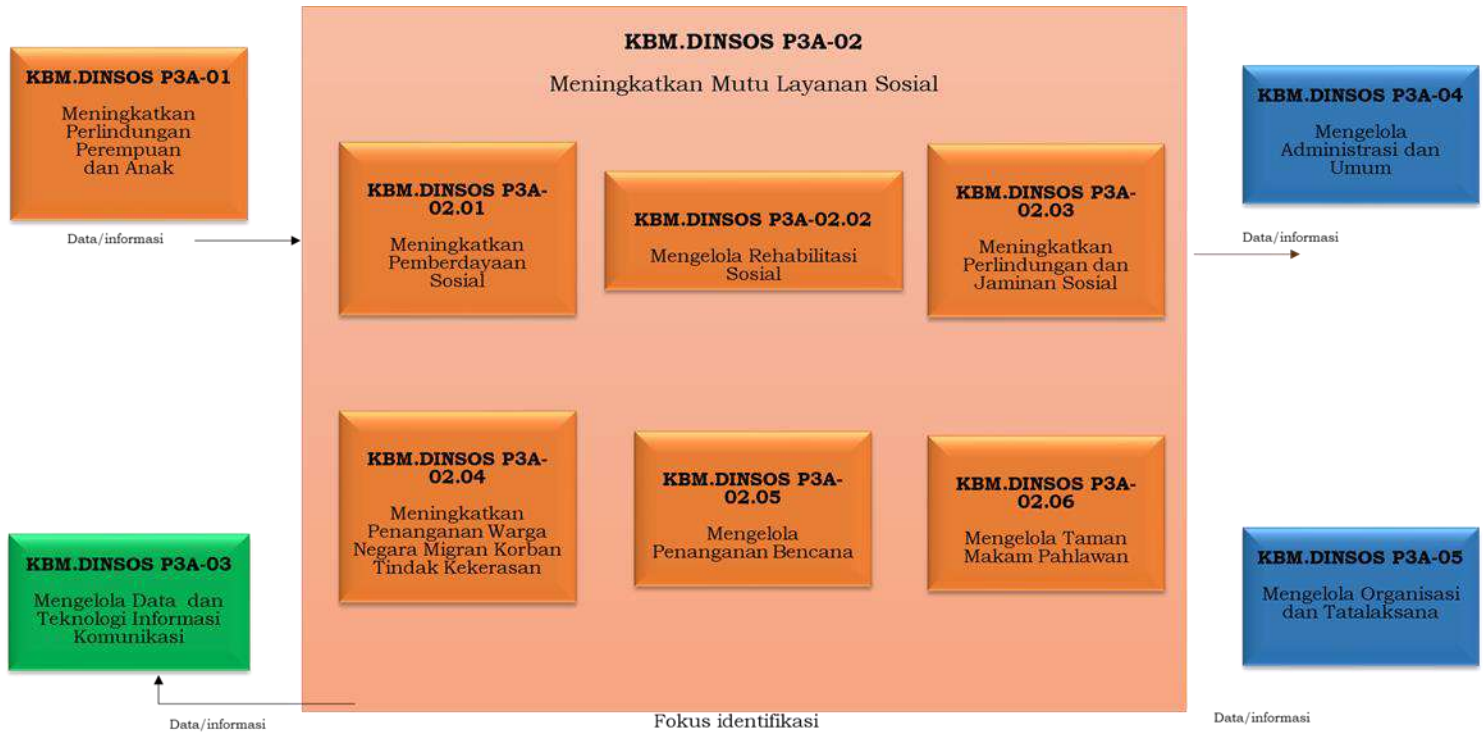 KBM.DINSOS P3A-02
Meningkatkan Mutu Layanan Sosial
KBM.DINSOS P3A-01
Meningkatkan
Perlindungan
Perempuan
dan Anak
Data/informasi
KBM.DINSOS P3A-
02.01
Meningkatkan
Pemberdayaan
Sosial
KBM.DINSOS P3A-02.02
Mengelola Rehabilitasi
Sosial
KBM.DINSOS P3A-
02.03
Meningkatkan
Perlindungan dan
Jaminan Sosial
KBM.DINSOS P3A-04
Mengelola
Administrasi dan
Umum
Data/informasi
KBM.DINSOS P3A-03
Mengelola Data dan
Teknologi Informasi
Komunikasi
Data/informasi
KBM.DINSOS P3A-
02.04
Meningkatkan
Penanganan Warga
Negara Migran Korban
Tindak Kekerasan
KBM.DINSOS P3A-
02.05
Mengelola
Penanganan Bencana
KBM.DINSOS P3A-
02.06
Mengelola Taman
Makam Pahlawan
KBM.DINSOS P3A-05
Mengelola Organisasi
dan Tatalaksana
Fokus identifikasi
Data/informasi